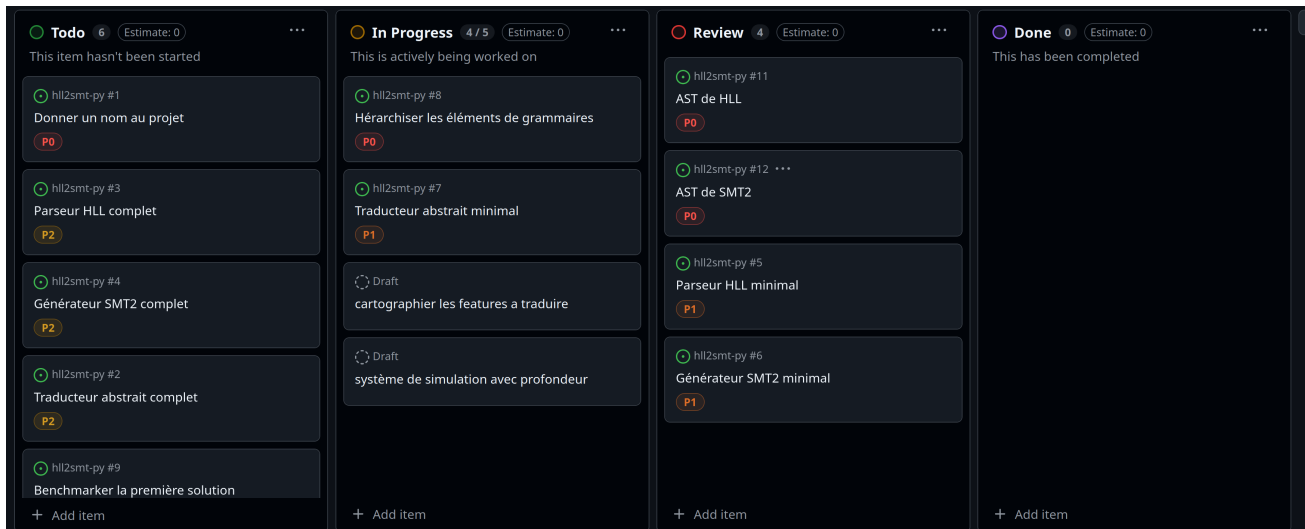 Todo 6 Estimate: 0 ...
This item hasn't been started
hll2smt-py #1
Donner un nom au projet
P0
hll2smt-py #3
Parseur HLL complet
P2
hll2smt-py #4
Générateur SMT2 complet
P2
hll2smt-py #2
Traducteur abstrait complet
P2
hll2smt-py #9
Benchmarker la première solution
+ Add item
In Progress 4 / 5 Estimate: 0 ...
This is actively being worked on
hll2smt-py #8
Hérarchiser les éléments de grammaires
P0
hll2smt-py #7
Traducteur abstrait minimal
P1
Draft
cartographier les features a traduire
Draft
système de simulation avec profondeur
+ Add item
Review 4 Estimate: 0 ...
hll2smt-py #11
AST de HLL
P0
hll2smt-py #12 ...
AST de SMT2
P0
hll2smt-py #5
Parseur HLL minimal
P1
hll2smt-py #6
Générateur SMT2 minimal
P1
+ Add item
Done 0 Estimate: 0 ...
This has been completed
+ Add item